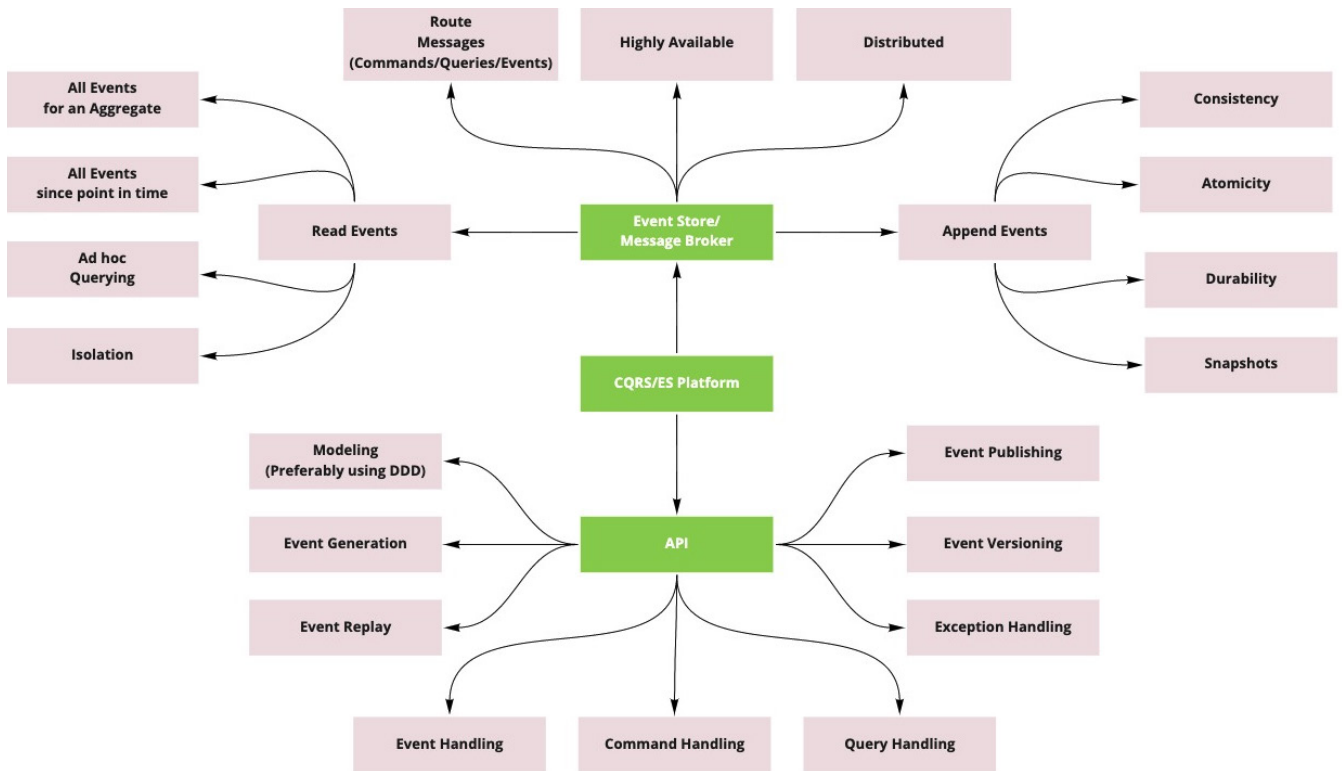 Route
Messages
(Commands/Queries/Events)
Highly Available
Distributed
All Events
for an Aggregate
Consistency
All Events
since point in time
Atomicity
Read Events
Event Store/
Message Broker
Append Events
Ad hoc
Querying
Durability
Isolation
Snapshots
CQRS/ES Platform
Modeling
(Preferably using DDD)
Event Publishing
Event Generation
API
Event Versioning
Event Replay
Exception Handling
Event Handling
Command Handling
Query Handling